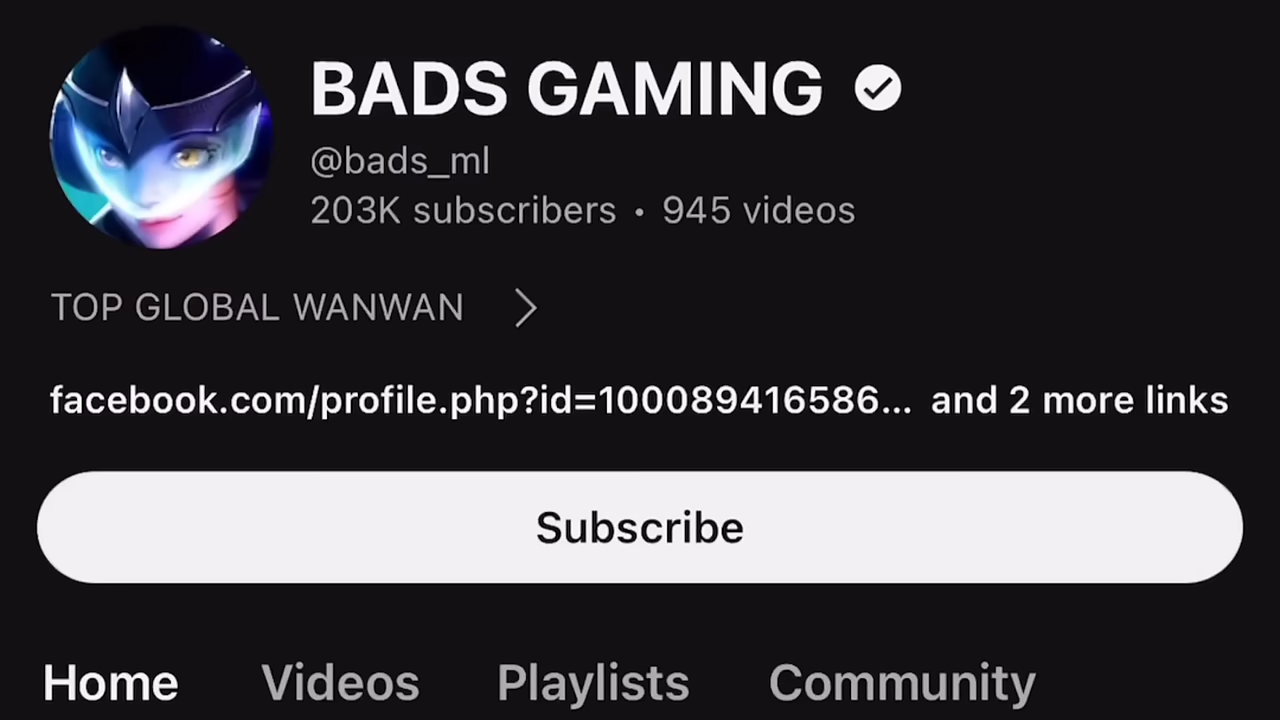 BADS GAMING
@bads_ml
203K subscribers • 945 videos
TOP GLOBAL WANWAN
facebook.com/profile.php?id=100089416586... and 2 more links
Subscribe
Home Videos Playlists Community